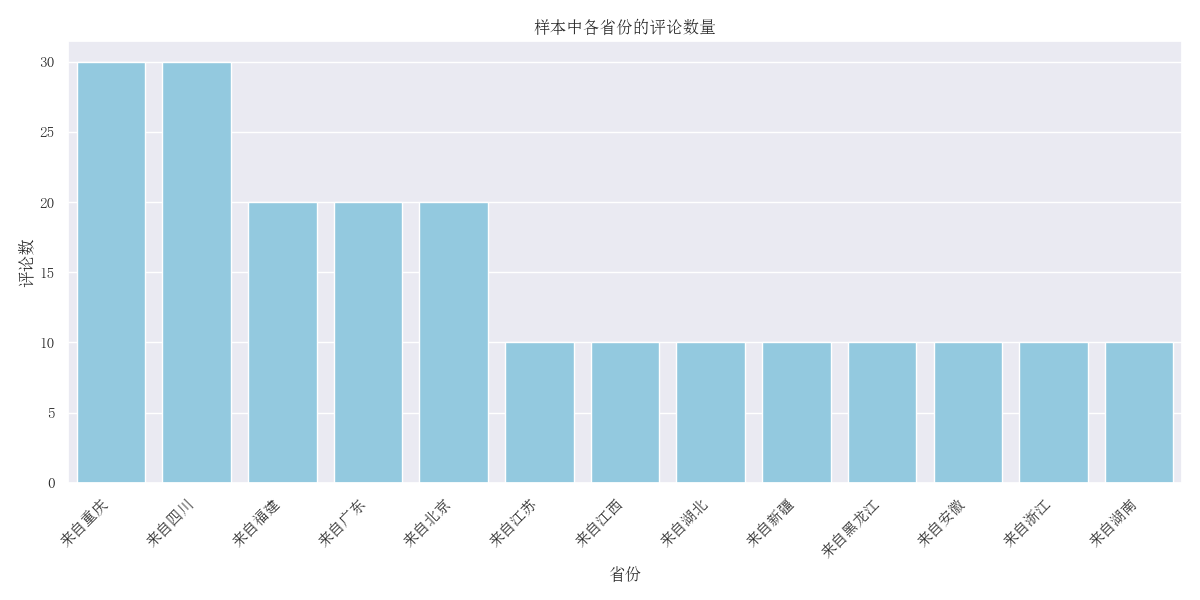 样本中各省份的评论数量
评论数
30
25
20
15
10
5
0
来自重庆
来自四川
来自福建
来自广东
来自北京
来自江苏
来自江西
来自湖北
来自新疆
来自黑龙江
来自安徽
来自浙江
来自湖南
省份